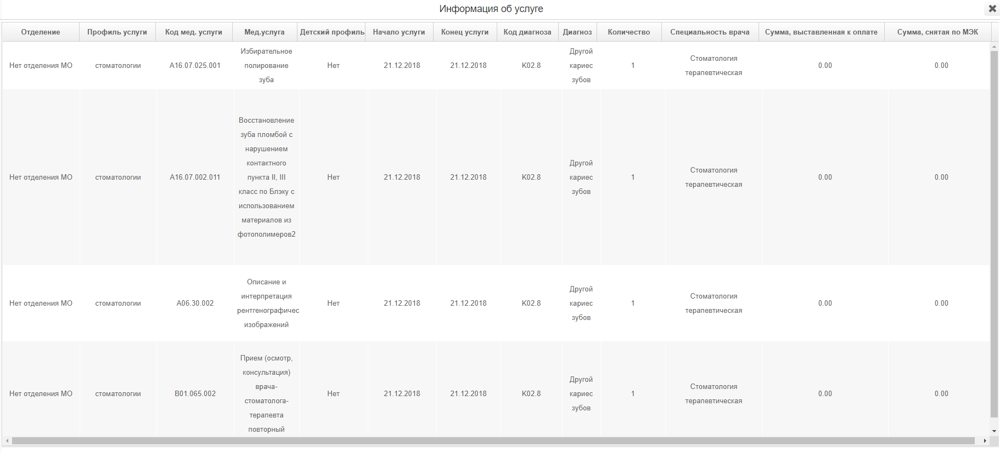 Информация об услуге
Отделение Профиль услуги Код мед. услуги Мед.услуга Детский профиль Начало услуги Конец услуги Код диагноза Диагноз Количество Специальность врача Сумма, выставленная к оплате Сумма, снятая по МЭК
Избирательное
полирование
зуба
Нет отделения МО стоматологии A16.07.025.001 Нет 21.12.2018 21.12.2018 K02.8 1 0.00 0.00
Другой
кариес
зубов
Стоматология
терапевтическая
Восстановление
зуба пломбой с
нарушением
контактного
пункта II, III
класс по Блэку с
использованием
материалов из
фотополимеров2
Нет отделения МО стоматологии A16.07.002.011 Нет 21.12.2018 21.12.2018 K02.8 1 0.00 0.00
Другой
кариес
зубов
Стоматология
терапевтическая
Описание и
интерпретация
рентгенографичес
изображений
Нет отделения МО стоматологии A06.30.002 Нет 21.12.2018 21.12.2018 K02.8 1 0.00 0.00
Другой
кариес
зубов
Стоматология
терапевтическая
Прием (осмотр,
консультация)
врача-
стоматолога-
терапевта
повторный
Нет отделения МО стоматологии B01.065.002 Нет 21.12.2018 21.12.2018 K02.8 1 0.00 0.00
Другой
кариес
зубов
Стоматология
терапевтическая